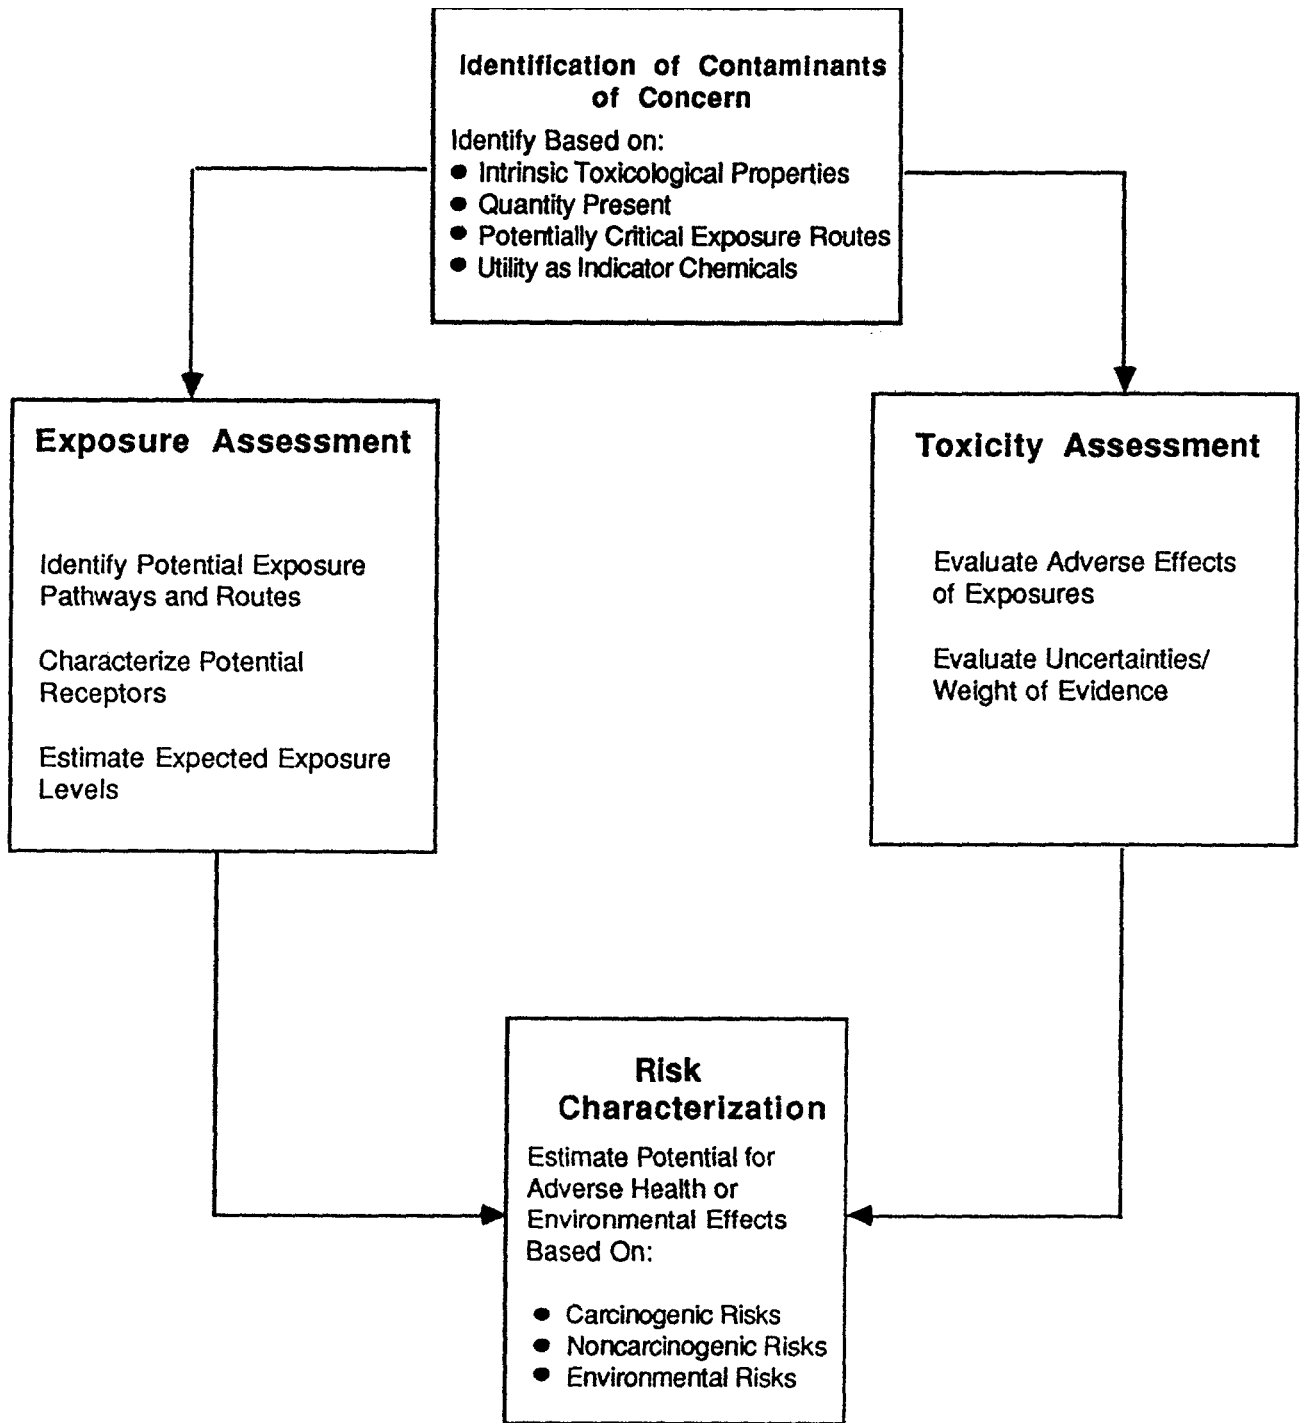 Identification of Contaminants
of Concern
Identify Based on:
● Intrinsic Toxicological Properties
● Quantity Present
● Potentially Critical Exposure Routes
● Utility as Indicator Chemicals
Exposure Assessment
Identify Potential Exposure
Pathways and Routes
Characterize Potential
Receptors
Estimate Expected Exposure
Levels
Toxicity Assessment
Evaluate Adverse Effects
of Exposures
Evaluate Uncertainties/
Weight of Evidence
Risk
Characterization
Estimate Potential for
Adverse Health or
Environmental Effects
Based On:
● Carcinogenic Risks
● Noncarcinogenic Risks
● Environmental Risks